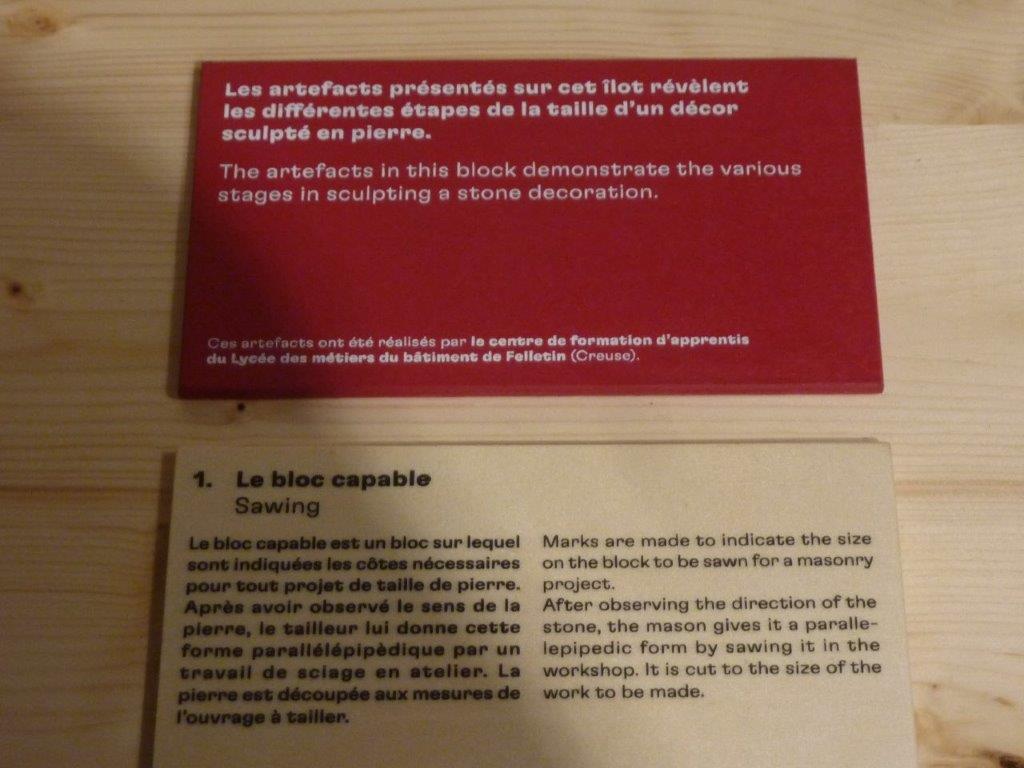 Les artefacts présentés sur cet îlot révèlent
les différentes étapes de la taille d'un décor
sculpté en pierre.
The artefacts in this block demonstrate the various
stages in sculpting a stone decoration.
Ces artefacts ont été réalisés par le centre de formation d'apprentis
du Lycée des métiers du bâtiment de Felletin (Creuse).
1. Le bloc capable
Sawing
Le bloc capable est un bloc sur lequel
sont indiquées les côtes nécessaires
pour tout projet de taille de pierre.
Après avoir observé le sens de la
pierre, le tailleur lui donne cette
forme parallélépipèdique par un
travail de sciage en atelier. La
pierre est découpée aux mesures de
l'ouvrage à tailler.
Marks are made to indicate the size
on the block to be sawn for a masonry
project.
After observing the direction of the
stone, the mason gives it a paralle-
lepipedic form by sawing it in the
workshop. It is cut to the size of the
work to be made.